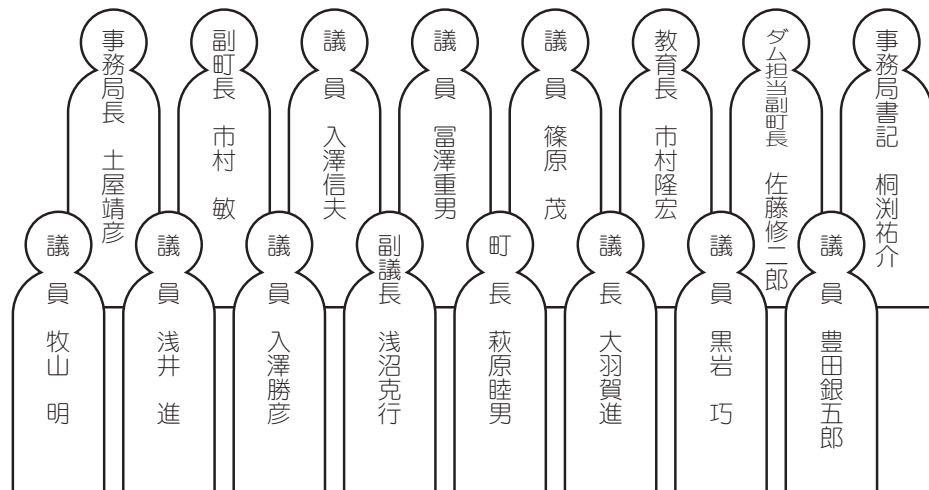 事務局長　土屋靖彦
副町長　市村　敏
議　員　入澤信夫
議　員　冨澤重男
議　員　篠原　茂
教育長　市村隆宏
ダム担当副町長　佐藤修二郎
事務局書記　桐渕祐介
議　員　牧山　明
議　員　浅井　進
議　員　入澤勝彦
副議長　浅沼克行
町　長　萩原睦男
議　長　大羽賀進
議　員　黒岩　巧
議　員　豊田銀五郎